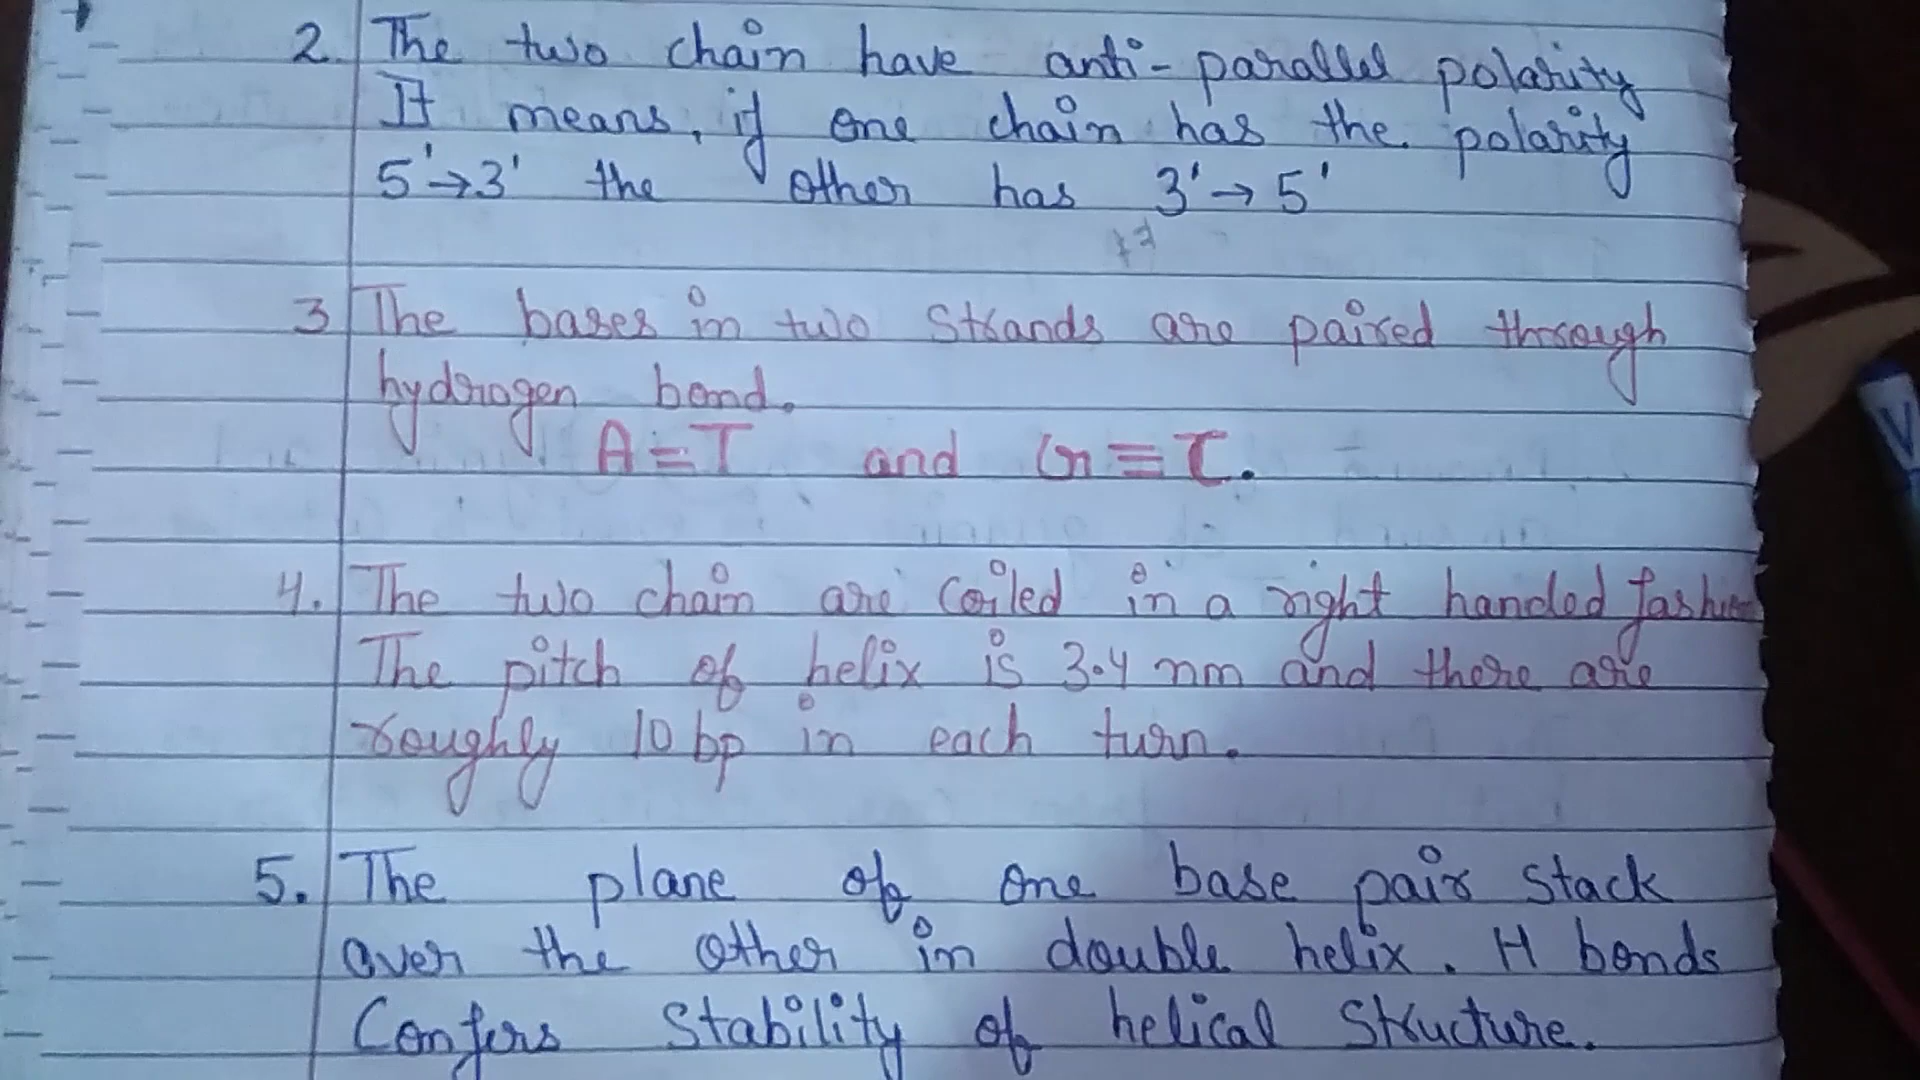 2. The two chain have anti-parallel polarity
It means, if one chain has the polarity
5'→3' the other has 3'→5'
3 The bases in two Strands are paired through
hydrogen bond.
A=T and G≡C.
4. The two chain are coiled in a right handed fashion
The pitch of helix is 3.4 nm and there are
roughly 10 bp in each turn.
5. The plane of one base pair stack
over the other in double helix. H bonds
Confers Stability of helical Structure.